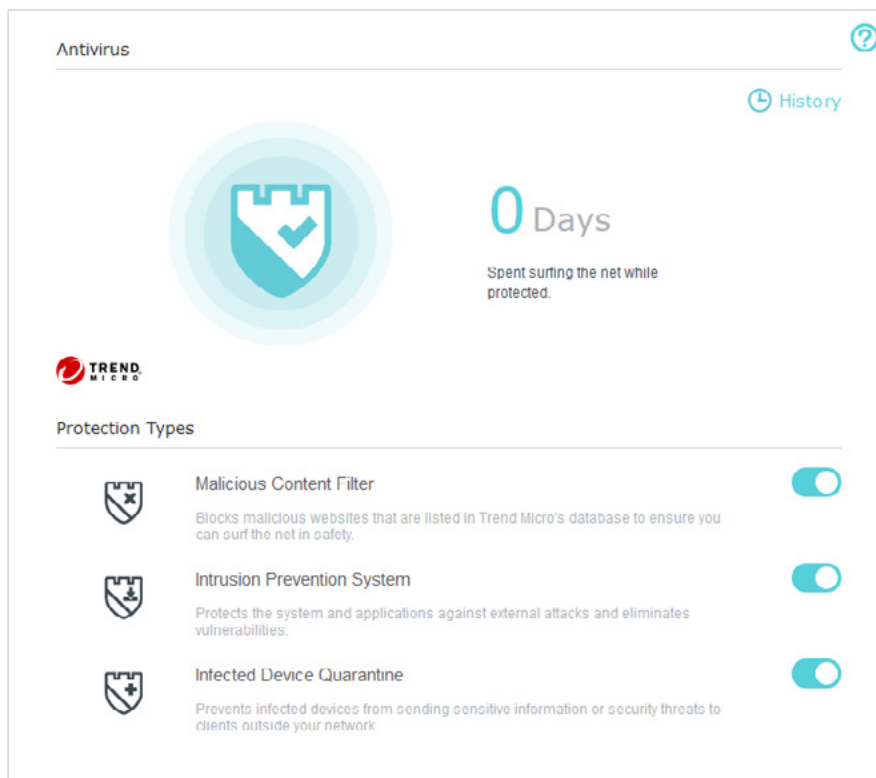 Antivirus
?
History
0 Days
Spent surfing the net while
protected.
TREND
MICRO
Protection Types
Malicious Content Filter
Blocks malicious websites that are listed in Trend Micro's database to ensure you
can surf the net in safety.
Intrusion Prevention System
Protects the system and applications against external attacks and eliminates
vulnerabilities.
Infected Device Quarantine
Prevents infected devices from sending sensitive information or security threats to
clients outside your network